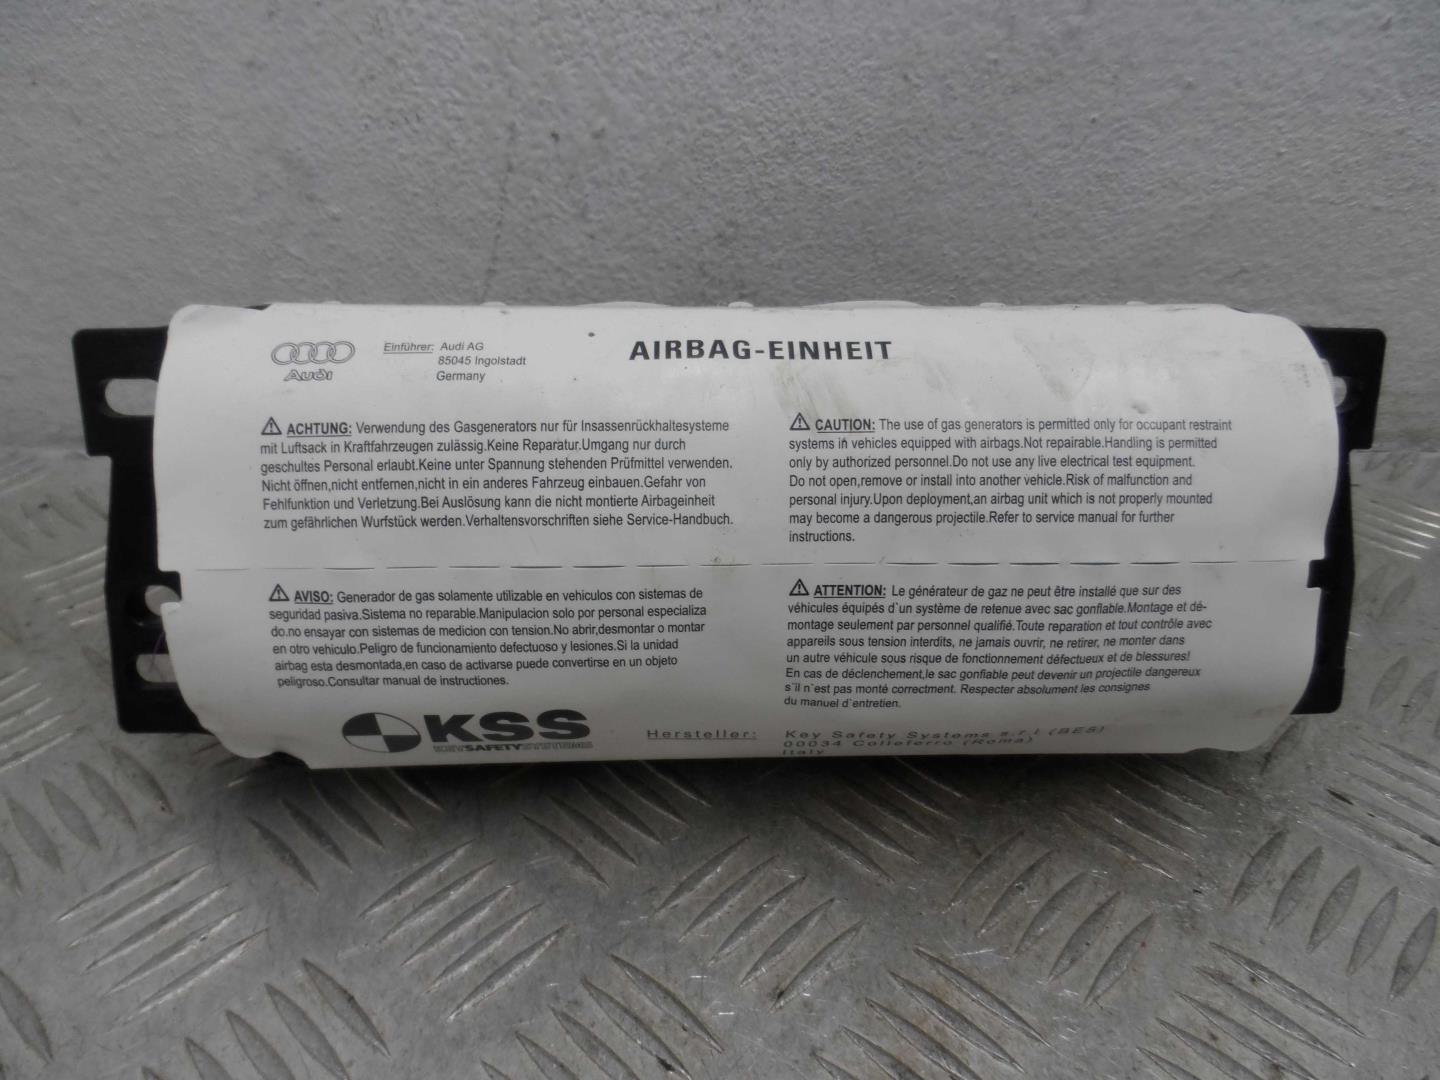 Audi
Einführer: Audi AG
85045 Ingolstadt
Germany
AIRBAG-EINHEIT
ACHTUNG: Verwendung des Gasgenerators nur für Insassenrückhaltesysteme
mit Luftsack in Kraftfahrzeugen zulässig.Keine Reparatur.Umgang nur durch
geschultes Personal erlaubt.Keine unter Spannung stehenden Prüfmittel verwenden.
Nicht öffnen,nicht entfernen,nicht in ein anderes Fahrzeug einbauen.Gefahr von
Fehlfunktion und Verletzung.Bei Auslösung kann die nicht montierte Airbageinheit
zum gefährlichen Wurfstück werden.Verhaltensvorschriften siehe Service-Handbuch.
CAUTION: The use of gas generators is permitted only for occupant restraint
systems in vehicles equipped with airbags.Not repairable.Handling is permitted
only by authorized personnel.Do not use any live electrical test equipment.
Do not open,remove or install into another vehicle.Risk of malfunction and
personal injury.Upon deployment,an airbag unit which is not properly mounted
may become a dangerous projectile.Refer to service manual for further
instructions.
AVISO: Generador de gas solamente utilizable en vehiculos con sistemas de
seguridad pasiva.Sistema no reparable.Manipulacion solo por personal especializa
do.no ensayar con sistemas de medicion con tension.No abrir,desmontar o montar
en otro vehiculo.Peligro de funcionamiento defectuoso y lesiones.Si la unidad
airbag esta desmontada,en caso de activarse puede convertirse en un objeto
peligroso.Consultar manual de instructiones.
ATTENTION: Le générateur de gaz ne peut être installé que sur des
véhicules équipés d`un système de retenue avec sac gonflable.Montage et dé-
montage seulement par personnel qualifié.Toute reparation et tout contrôle avec
appareils sous tension interdits, ne jamais ouvrir, ne retirer, ne monter dans
un autre véhicule sous risque de fonctionnement défectueux et de blessures!
En cas de déclenchement,le sac gonflable peut devenir un projectile dangereux
s`il n`est pas monté correctment. Respecter absolument les consignes
du manuel d`entretien.
KSS
KEYSAFETYSYSTEMS
Hersteller: Key Safety Systems s.r.l (BES)
00034 Colleferro (Roma)
Italy